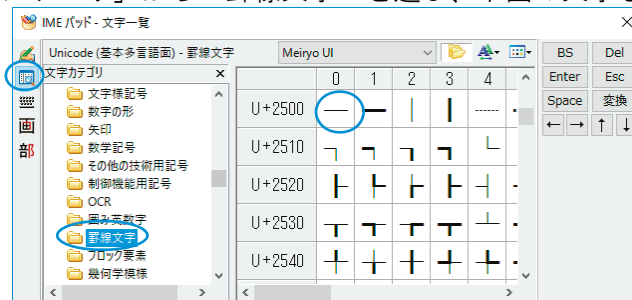 IME パッド - 文字一覧
Unicode (基本多言語面) - 罫線文字 Meiryo UI BS Del
文字カテゴリ × 0 1 2 3 4 Enter Esc
文字様記号 Space 変換
数字の形 U+2500 ─ ━ │ ┃ ┄
矢印 ← → ↑ ↓
画
数学記号 U+2510 ┐ ┑ ┒ ┓ └
部
その他の技術用記号
制御機能用記号 U+2520 ┠ ┡ ┢ ┣ ┤
OCR
囲み英数字 U+2530 ┰ ┱ ┲ ┳ ┴
罫線文字
ブロック要素 U+2540 ╀ ╁ ╂ ╃ ╄
幾何学模様